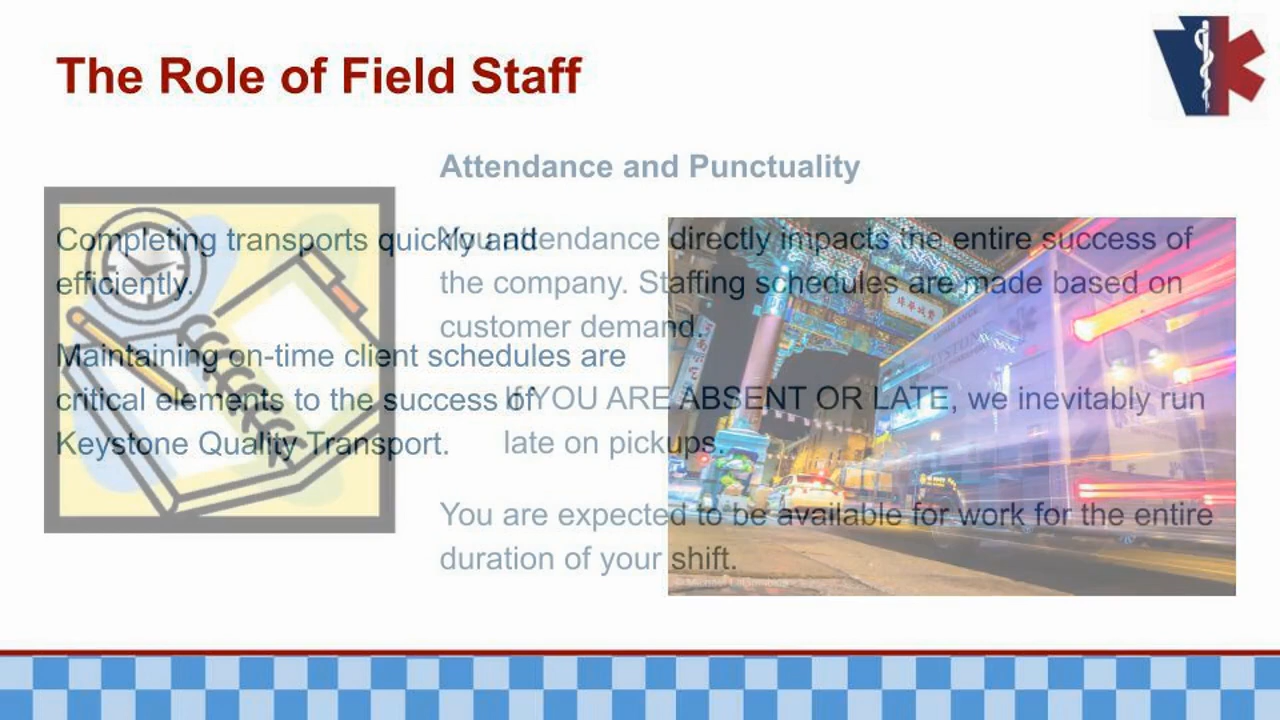 The Role of Field Staff
Attendance and Punctuality
Completing transports quickly and
efficiently.
Maintaining on-time client schedules are
critical elements to the success of
Keystone Quality Transport.
You attendance directly impacts the entire success of
the company. Staffing schedules are made based on
customer demand.
If YOU ARE ABSENT OR LATE, we inevitably run
late on pickups.
You are expected to be available for work for the entire
duration of your shift.